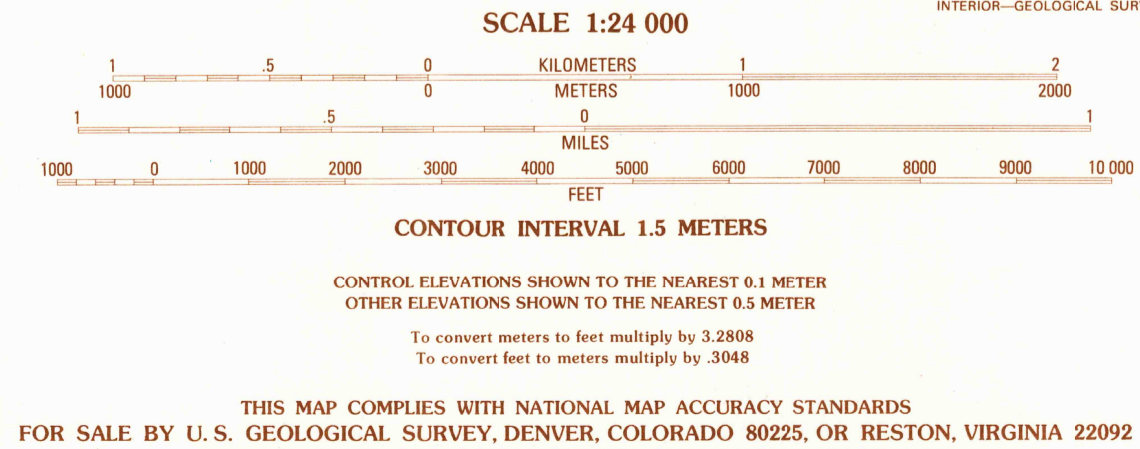 INTERIOR—GEOLOGICAL
SCALE 1:24 000
1 .5 0 KILOMETERS 1 2
1000 0 METERS 1000 2000
1 .5 0 1
MILES
1000 0 1000 2000 3000 4000 5000 6000 7000 8000 9000 10 000
FEET
CONTOUR INTERVAL 1.5 METERS
CONTROL ELEVATIONS SHOWN TO THE NEAREST 0.1 METER
OTHER ELEVATIONS SHOWN TO THE NEAREST 0.5 METER
To convert meters to feet multiply by 3.2808
To convert feet to meters multiply by .3048
THIS MAP COMPLIES WITH NATIONAL MAP ACCURACY STANDARDS
FOR SALE BY U. S. GEOLOGICAL SURVEY, DENVER, COLORADO 80225, OR RESTON, VIRGINIA 22092